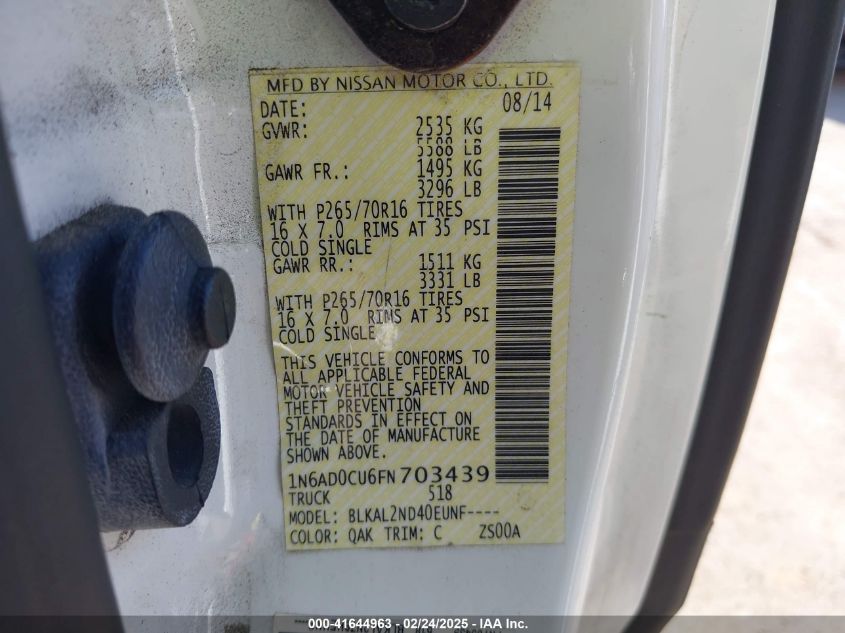 MFD BY NISSAN MOTOR CO., LTD.
DATE: 08/14
GVWR: 2535 KG
5588 LB
GAWR FR.: 1495 KG
3296 LB
WITH P265/70R16 TIRES
16 X 7.0 RIMS AT 35 PSI
COLD SINGLE
GAWR RR.: 1511 KG
3331 LB
WITH P265/70R16 TIRES
16 X 7.0 RIMS AT 35 PSI
COLD SINGLE
THIS VEHICLE CONFORMS TO
ALL APPLICABLE FEDERAL
MOTOR VEHICLE SAFETY AND
THEFT PREVENTION
STANDARDS IN EFFECT ON
THE DATE OF MANUFACTURE
SHOWN ABOVE.
1N6AD0CU6FN703439
TRUCK 518
MODEL: BLKAL2ND40EUNF----
COLOR: QAK TRIM: C ZS00A
000-41644963 - 02/24/2025 - IAA Inc.